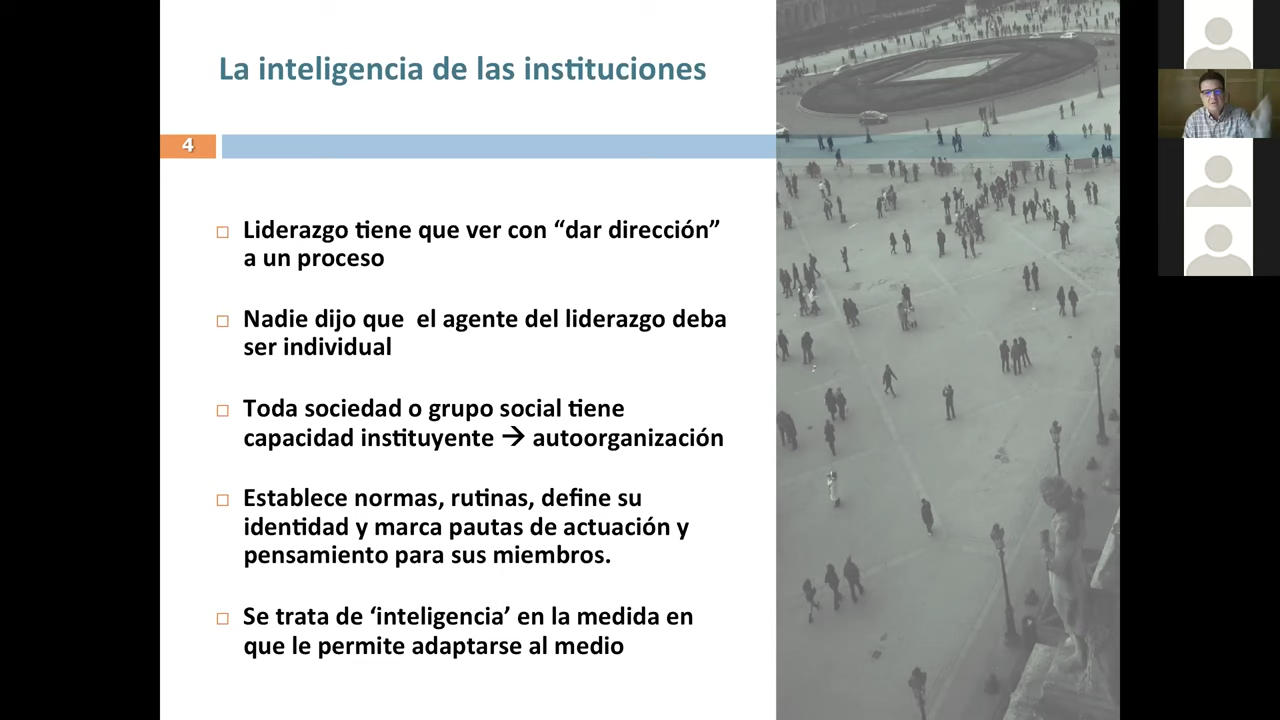 La inteligencia de las instituciones
4
Liderazgo tiene que ver con “dar dirección”
a un proceso
Nadie dijo que  el agente del liderazgo deba
ser individual
Toda sociedad o grupo social tiene
capacidad instituyente → autoorganización
Establece normas, rutinas, define su
identidad y marca pautas de actuación y
pensamiento para sus miembros.
Se trata de ‘inteligencia’ en la medida en
que le permite adaptarse al medio